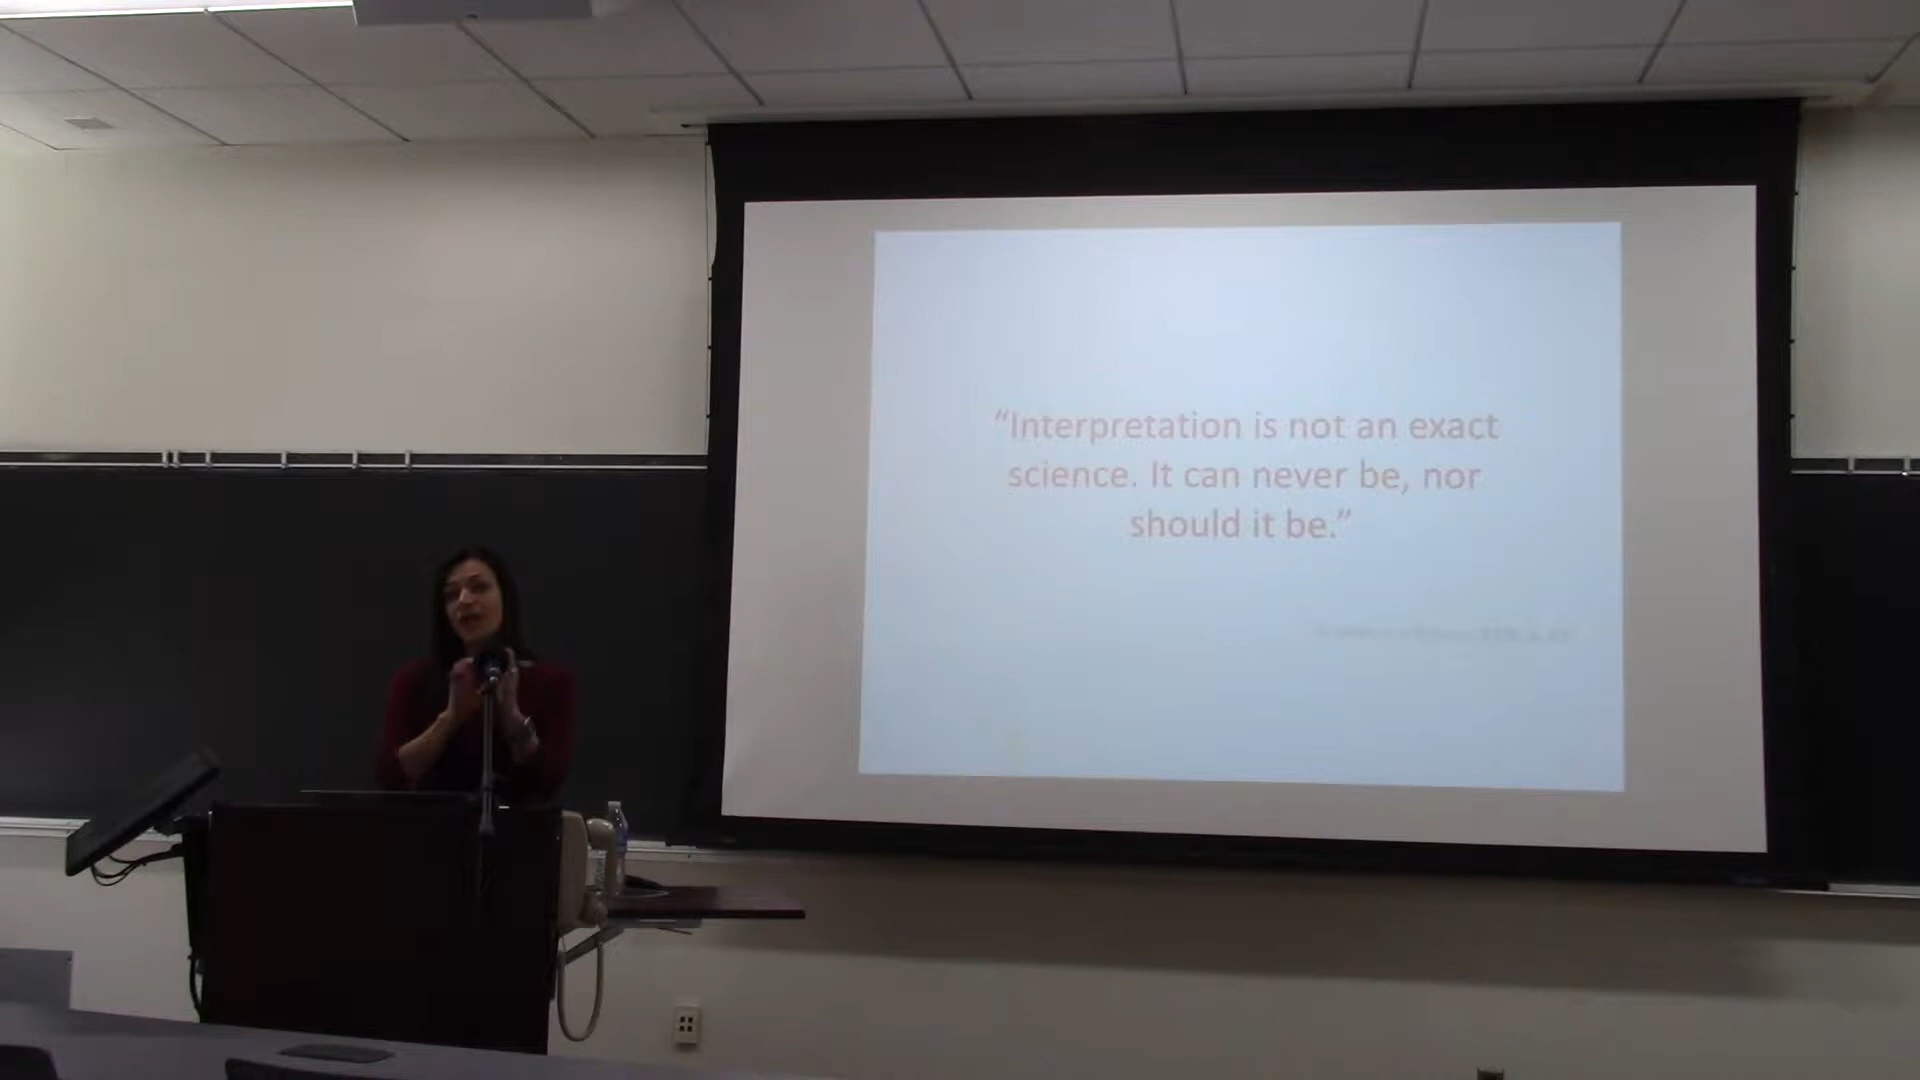 “Interpretation is not an exact
science. It can never be, nor
should it be.”